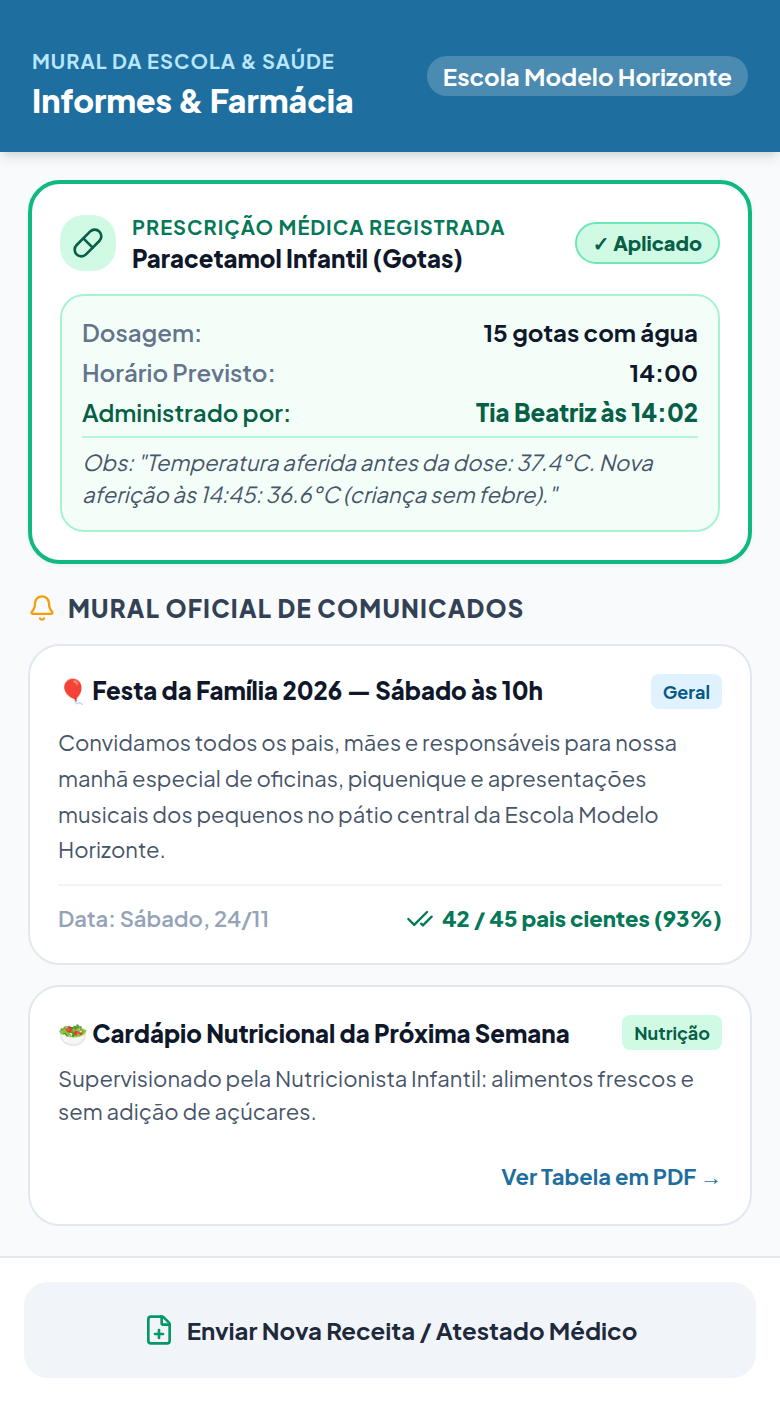 MURAL DA ESCOLA & SAÚDE
Informes & Farmácia
Escola Modelo Horizonte
PRESCRIÇÃO MÉDICA REGISTRADA
Paracetamol Infantil (Gotas)
✓ Aplicado
Dosagem: 15 gotas com água
Horário Previsto: 14:00
Administrado por: Tia Beatriz às 14:02
Obs: "Temperatura aferida antes da dose: 37.4°C. Nova
aferição às 14:45: 36.6°C (criança sem febre)."
MURAL OFICIAL DE COMUNICADOS
🎈 Festa da Família 2026 — Sábado às 10h
Geral
Convidamos todos os pais, mães e responsáveis para nossa
manhã especial de oficinas, piquenique e apresentações
musicais dos pequenos no pátio central da Escola Modelo
Horizonte.
Data: Sábado, 24/11
42 / 45 pais cientes (93%)
🥗 Cardápio Nutricional da Próxima Semana
Nutrição
Supervisionado pela Nutricionista Infantil: alimentos frescos e
sem adição de açúcares.
Ver Tabela em PDF →
Enviar Nova Receita / Atestado Médico